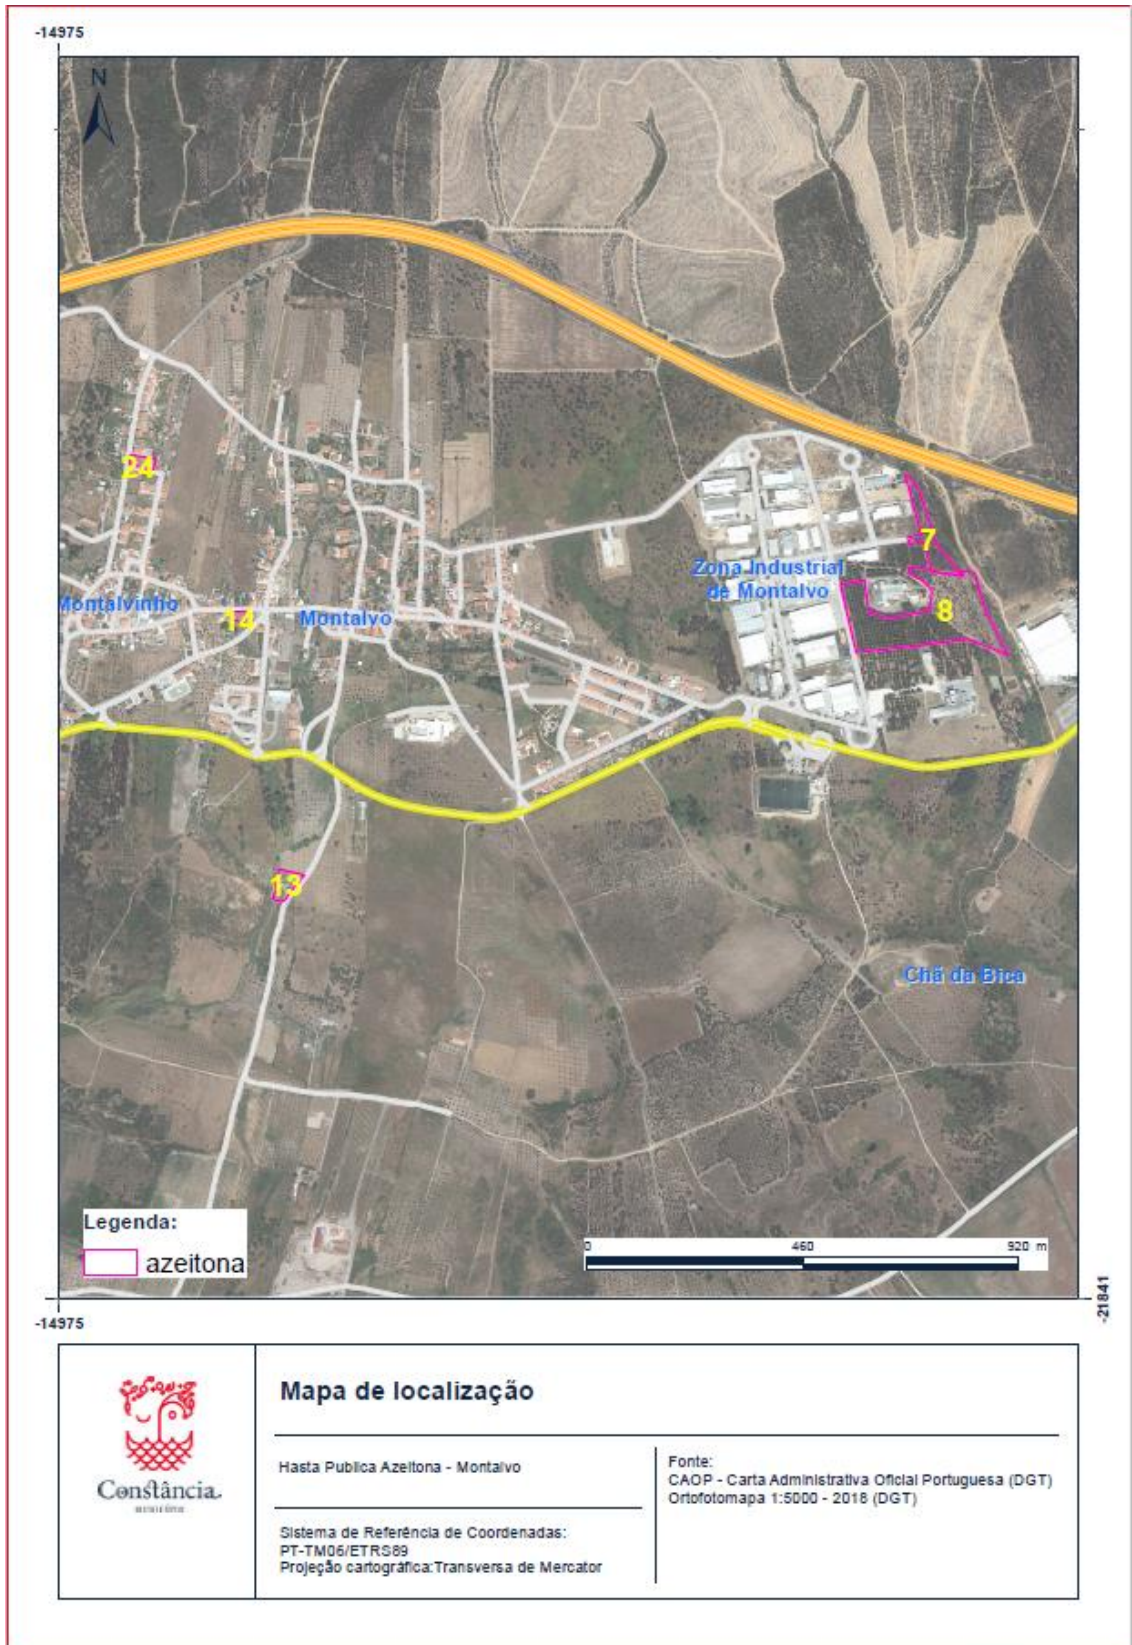 -14975
N
24
7
Zona Industrial
de Montalvo
Montalvinho
14
Montalvo
8
13
Chã da Bica
Legenda:
azeitona
0 460 920 m
-14975
-21841
Constância
MUNICÍPIO
Mapa de localização
Hasta Publica Azeitona - Montalvo
Sistema de Referência de Coordenadas:
PT-TM06/ETRS89
Projeção cartográfica:Transversa de Mercator
Fonte:
CAOP - Carta Administrativa Oficial Portuguesa (DGT)
Ortofotomapa 1:5000 - 2018 (DGT)